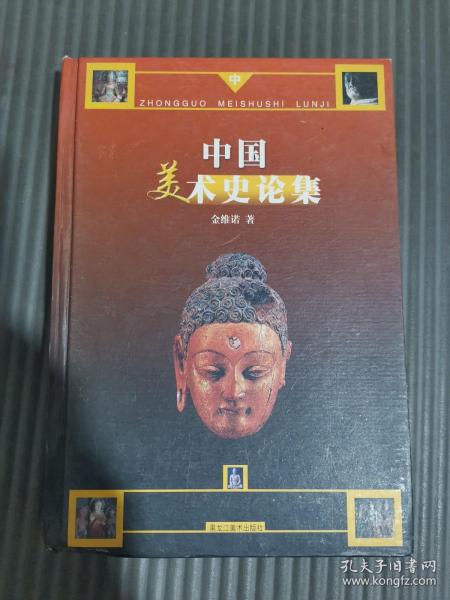 中
ZHONGGUO MEISHUSHI LUNJI
中国
美术史论集
金维诺 著
黑龙江美术出版社
孔夫子旧书网
www.kongfz.com